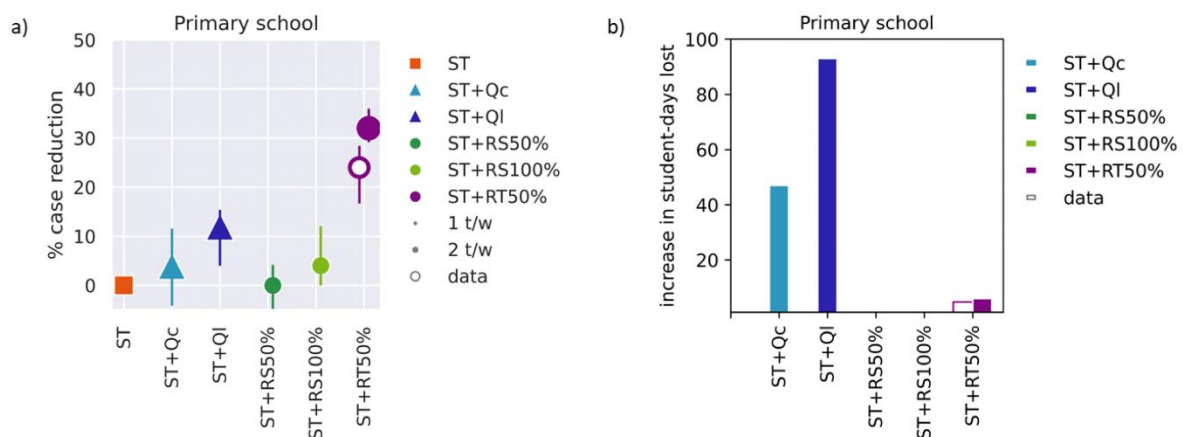 a)
Primary school
% case reduction
50
40
30
20
10
0
ST
ST+Qc
ST+Ql
ST+RS50%
ST+RS100%
ST+RT50%
ST
ST+Qc
ST+Ql
ST+RS50%
ST+RS100%
ST+RT50%
1 t/w
2 t/w
data
b)
Primary school
increase in student-days lost
100
80
60
40
20
ST+Qc
ST+Ql
ST+RS50%
ST+RS100%
ST+RT50%
ST+Qc
ST+Ql
ST+RS50%
ST+RS100%
ST+RT50%
data